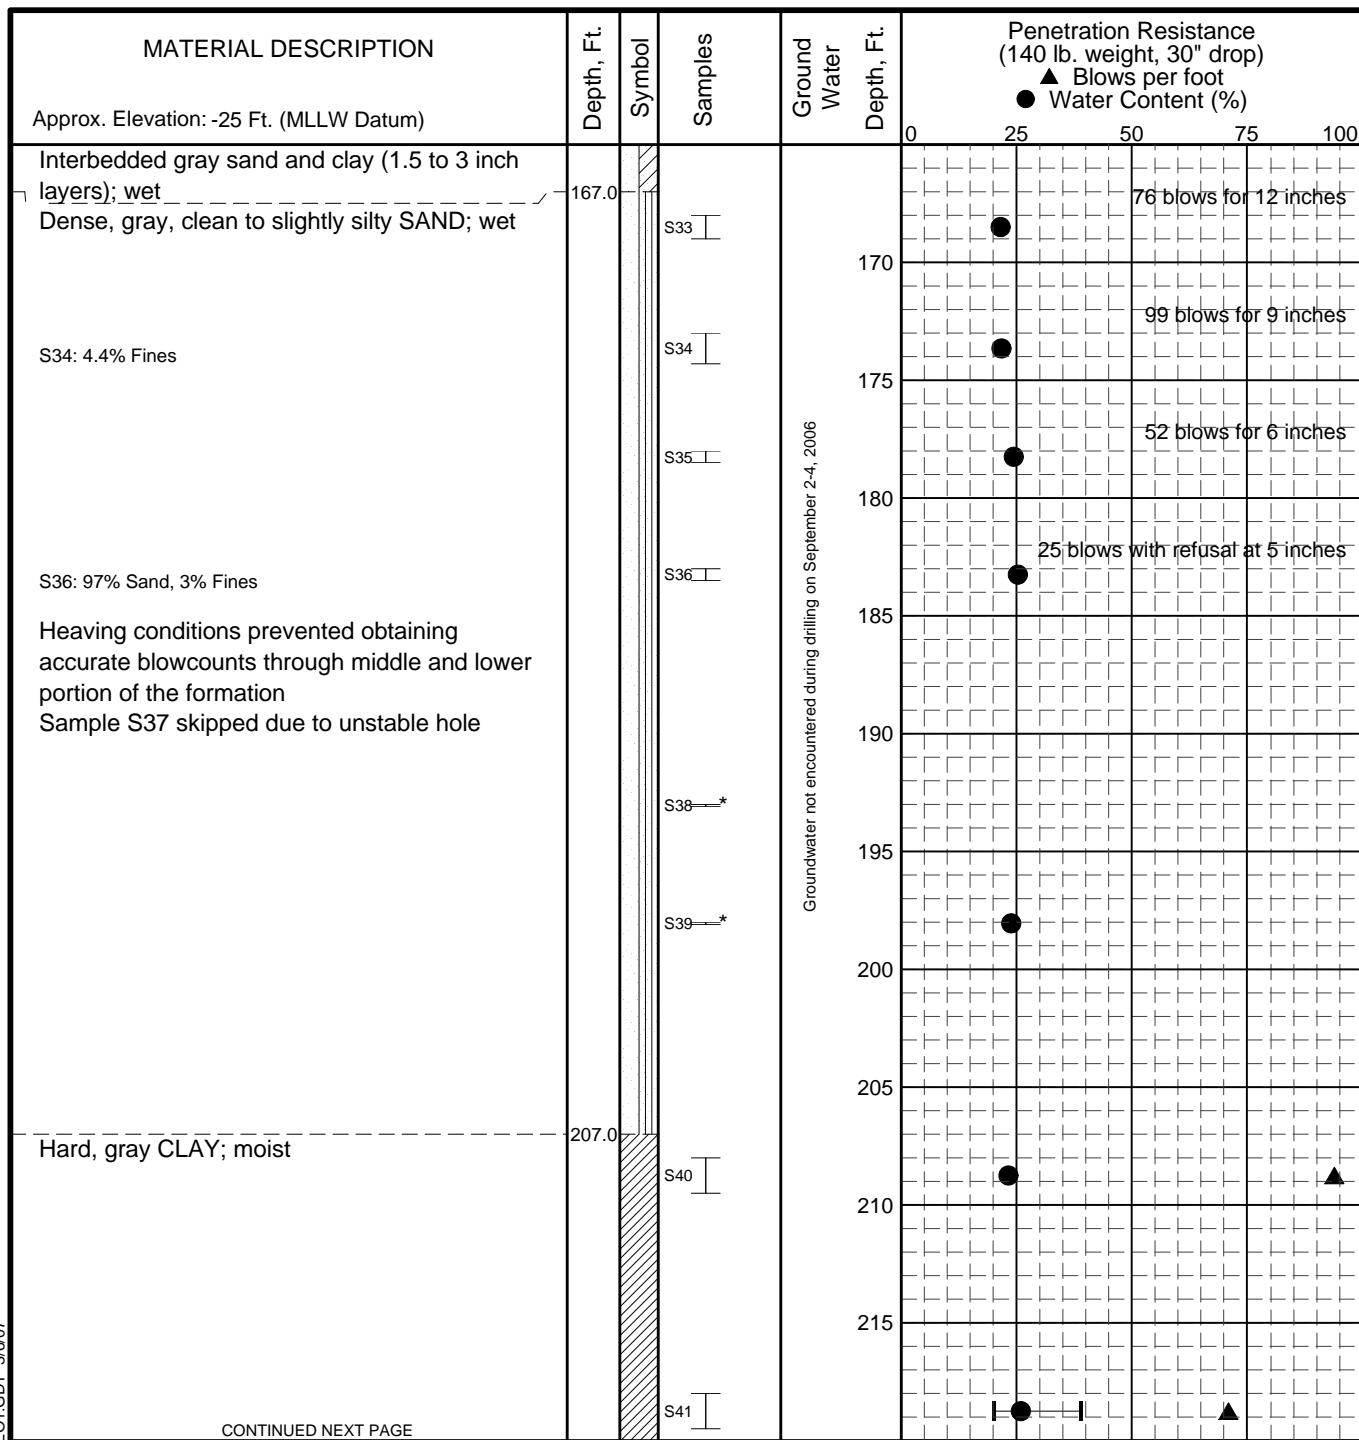 MATERIAL DESCRIPTION
Approx. Elevation: -25 Ft. (MLLW Datum)
Depth, Ft.
Symbol
Samples
Ground
Water
Depth, Ft.
Penetration Resistance
(140 lb. weight, 30" drop)
▲ Blows per foot
● Water Content (%)
0 25 50 75 100
Interbedded gray sand and clay (1.5 to 3 inch
layers); wet
167.0
76 blows for 12 inches
Dense, gray, clean to slightly silty SAND; wet
S33
170
99 blows for 9 inches
S34: 4.4% Fines
S34
175
52 blows for 6 inches
S35
180
25 blows with refusal at 5 inches
S36: 97% Sand, 3% Fines
S36
185
Heaving conditions prevented obtaining
accurate blowcounts through middle and lower
portion of the formation
Sample S37 skipped due to unstable hole
Groundwater not encountered during drilling on September 2-4, 2006
190
S38 *
195
S39 *
200
205
207.0
Hard, gray CLAY; moist
S40
210
215
S41
CONTINUED NEXT PAGE